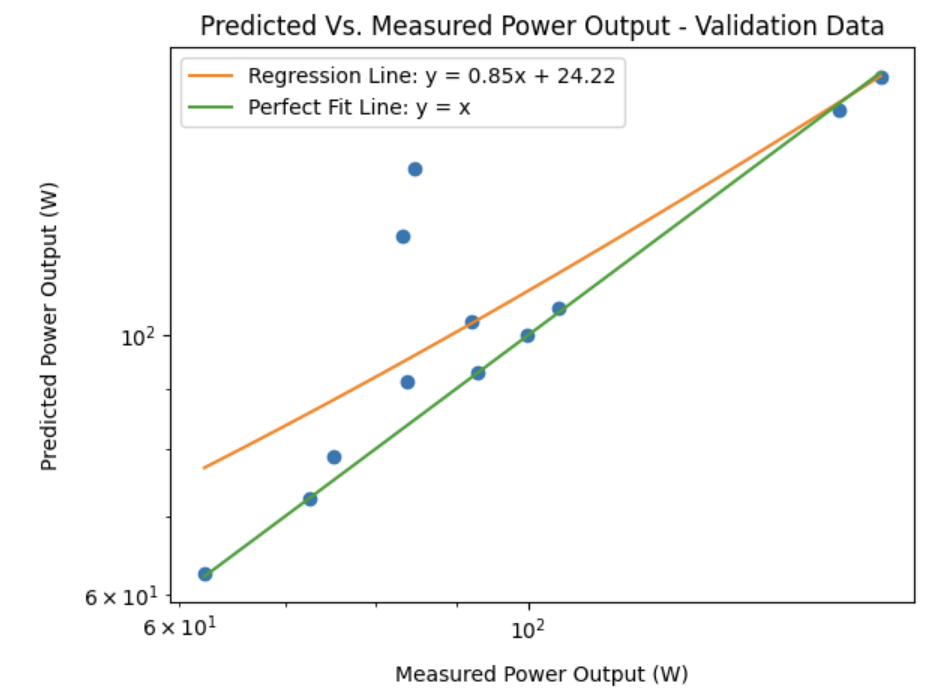 Predicted Vs. Measured Power Output - Validation Data
Regression Line: y = 0.85x + 24.22
Perfect Fit Line: y = x
Predicted Power Output (W)
10²
6 × 10¹
6 × 10¹
10²
Measured Power Output (W)